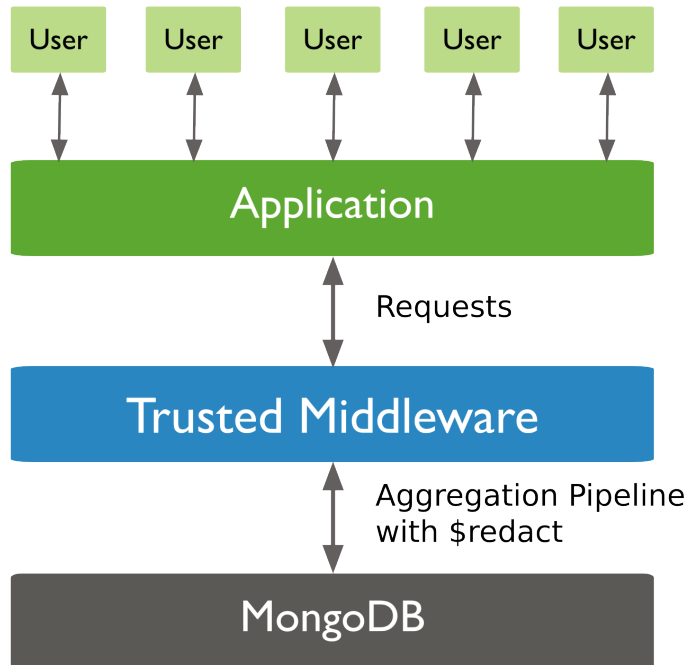 User
User
User
User
User
Application
Requests
Trusted Middleware
Aggregation Pipeline
with $redact
MongoDB